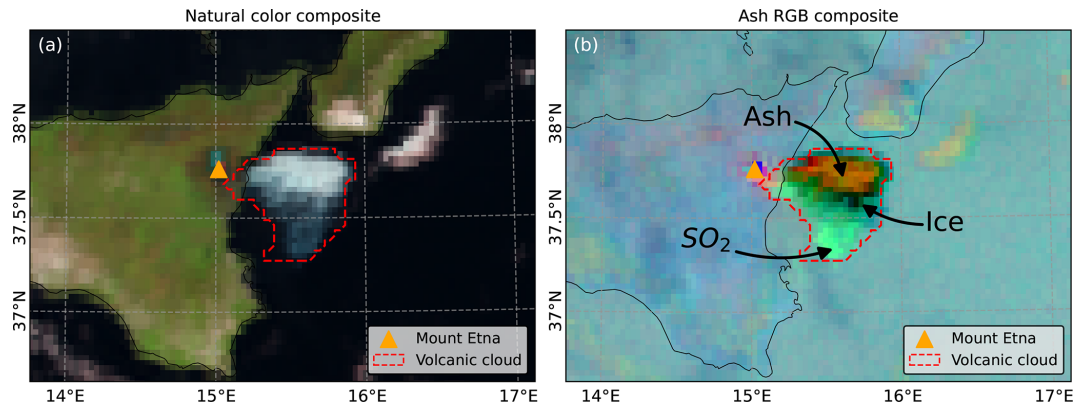 Natural color composite
(a)
38°N
37.5°N
37°N
14°E
15°E
16°E
17°E
Mount Etna
Volcanic cloud
Ash RGB composite
(b)
Ash
Ice
SO₂
38°N
37.5°N
37°N
14°E
15°E
16°E
17°E
Mount Etna
Volcanic cloud